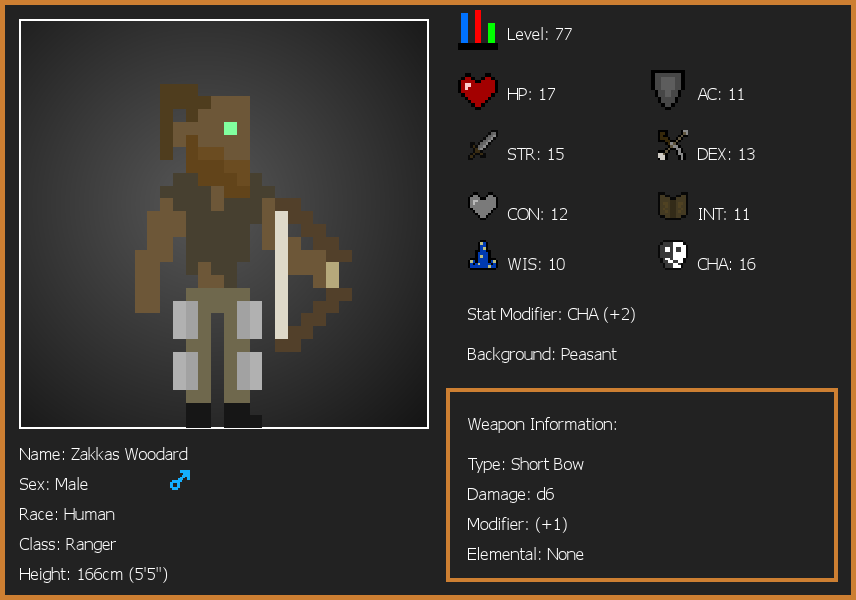 Level: 77
HP: 17
AC: 11
STR: 15
DEX: 13
CON: 12
INT: 11
WIS: 10
CHA: 16
Stat Modifier: CHA (+2)
Background: Peasant
Weapon Information:
Type: Short Bow
Damage: d6
Modifier: (+1)
Elemental: None
Name: Zakkas Woodard
Sex: Male
Race: Human
Class: Ranger
Height: 166cm (5'5")